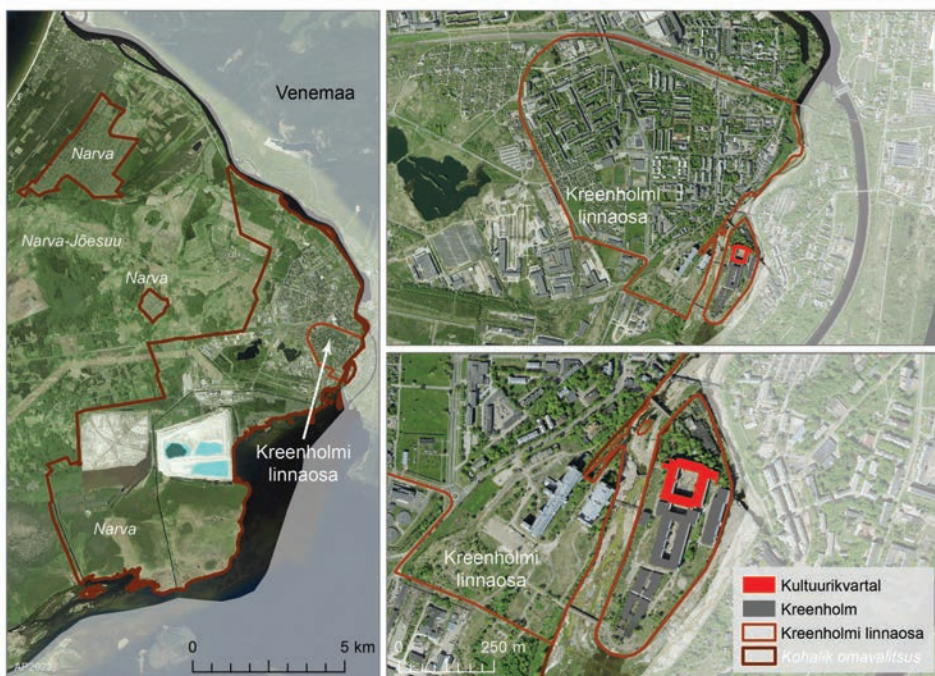 Venemaa
Narva
Narva-Jõesuu
Narva
Kreenholmi
linnaosa
Narva
0 5 km
Kreenholmi
linnaosa
Kreenholmi
linnaosa
0 250 m
Kultuurikvartal
Kreenholm
Kreenholmi linnaosa
Kohalik omavalitsus